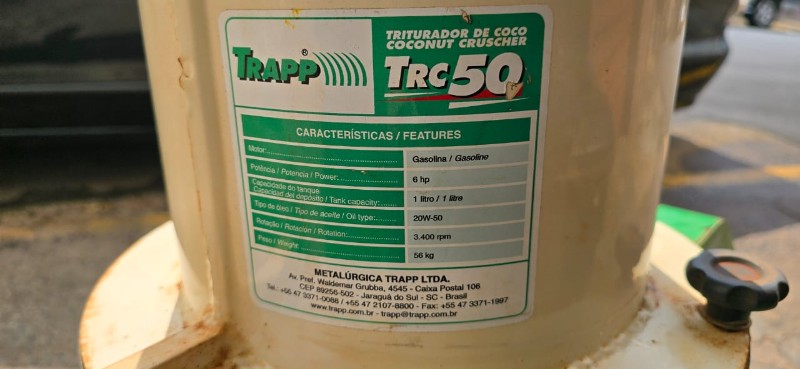 TRAPP®
TRITURADOR DE COCO
COCONUT CRUSCHER
TRC50
CARACTERÍSTICAS / FEATURES
Motor: Gasolina / Gasoline
Potência / Potencia / Power: 6 hp
Capacidade do tanque
Capacidad del depósito / Tank capacity: 1 litro / 1 litre
Tipo de óleo / Tipo de aceite / Oil type: 20W-50
Rotação / Rotación / Rotation: 3.400 rpm
Peso / Weight 56 kg
METALÚRGICA TRAPP LTDA.
Av. Pref. Waldemar Grubba, 4545 - Caixa Postal 106
CEP 89256-502 - Jaraguá do Sul - SC - Brasil
Tel.: +55 47 3371-0088 / +55 47 2107-8800 - Fax: +55 47 3371-1997
www.trapp.com.br - trapp@trapp.com.br